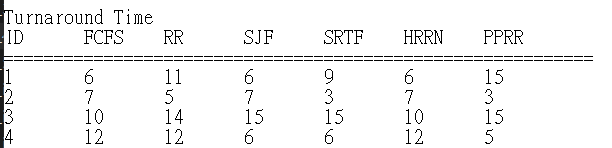 Turnaround Time
ID FCFS RR SJF SRTF HRRN PPRR
===========================================================
1 6 11 6 9 6 15
2 7 5 7 3 7 3
3 10 14 15 15 10 15
4 12 12 6 6 12 5